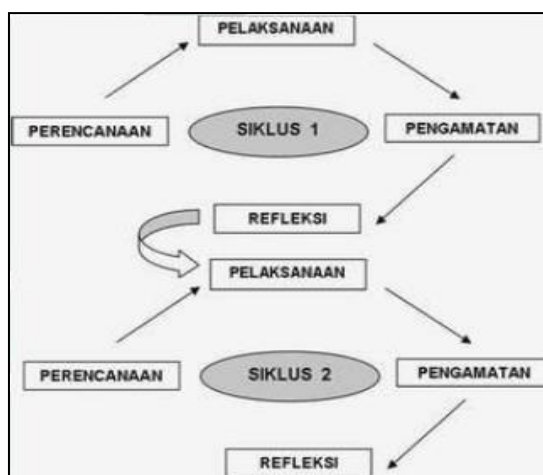 PELAKSANAAN
PERENCANAAN
SIKLUS 1
PENGAMATAN
REFLEKSI
PELAKSANAAN
PERENCANAAN
SIKLUS 2
PENGAMATAN
REFLEKSI